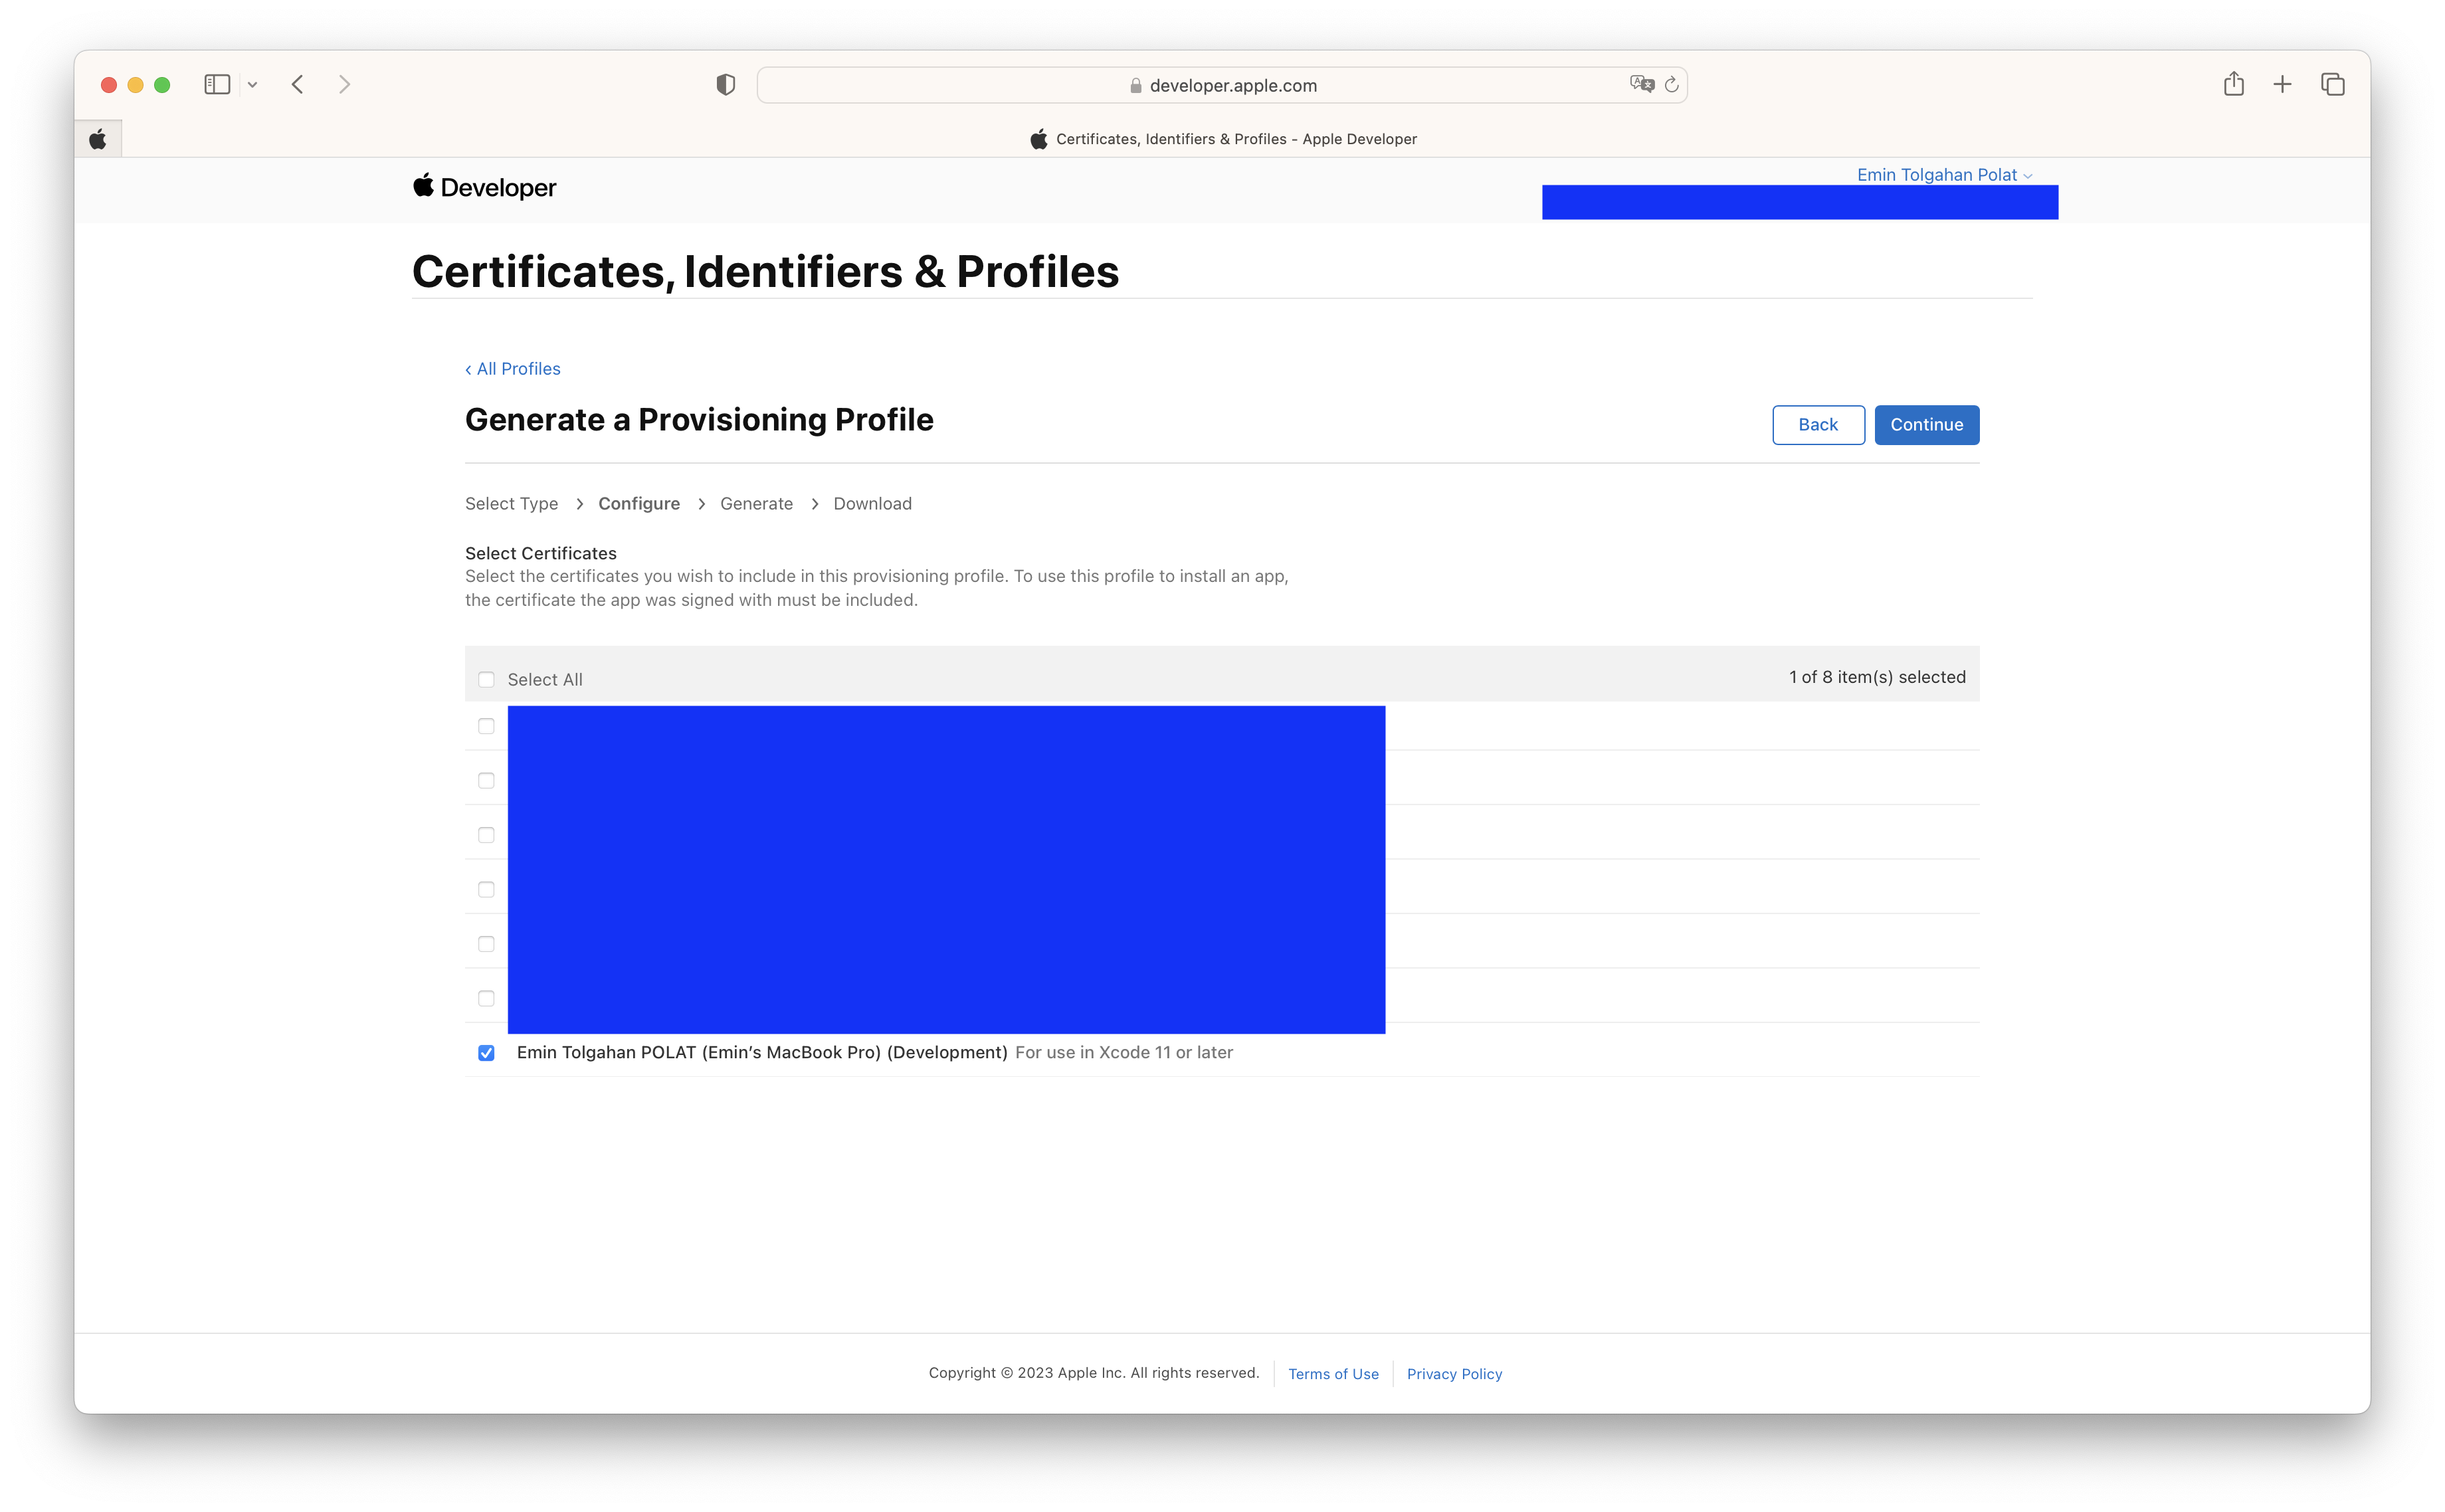 developer.apple.com
Certificates, Identifiers & Profiles - Apple Developer
Developer
Emin Tolgahan Polat
Certificates, Identifiers & Profiles
‹ All Profiles
Generate a Provisioning Profile
Back
Continue
Select Type > Configure > Generate > Download
Select Certificates
Select the certificates you wish to include in this provisioning profile. To use this profile to install an app,
the certificate the app was signed with must be included.
Select All
1 of 8 item(s) selected
Emin Tolgahan POLAT (Emin’s MacBook Pro) (Development) For use in Xcode 11 or later
Copyright © 2023 Apple Inc. All rights reserved.
Terms of Use
Privacy Policy